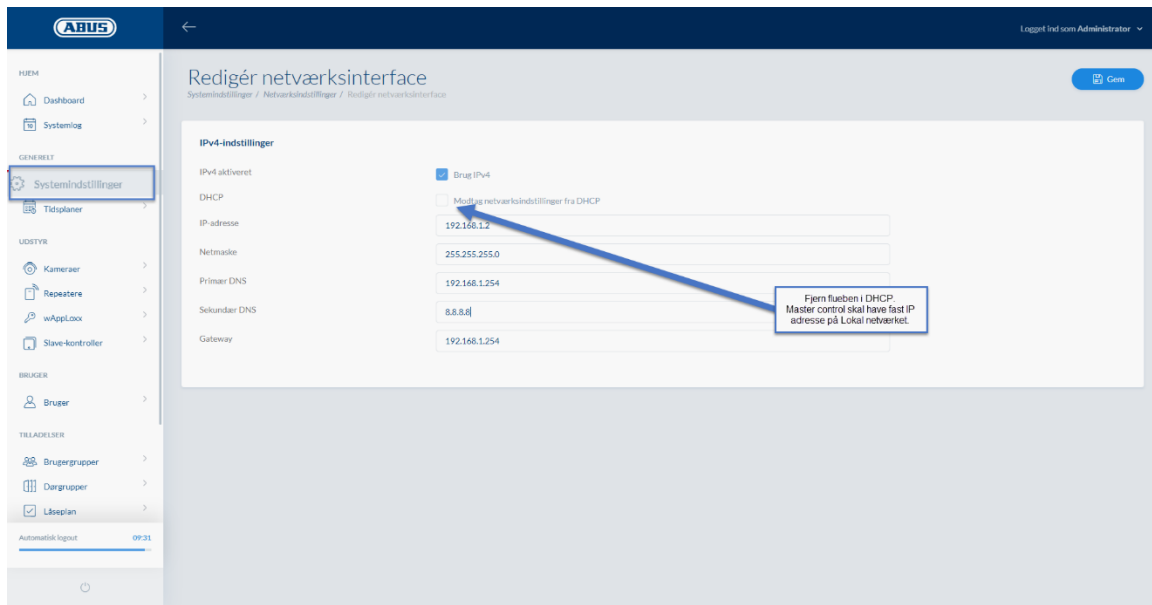 ABUS
Logget ind som Administrator
HJEM
Dashboard
Systemlog
GENERELT
Systemindstillinger
Tidsplaner
UDSTYR
Kameraer
Repeatere
wAppLoxx
Slave-kontroller
BRUGER
Bruger
TILLADELSER
Brugergrupper
Dørgrupper
Låseplan
Automatisk logout 09:31
Redigér netværksinterface
Systemindstillinger / Netværksindstillinger / Redigér netværksinterface
Gem
IPv4-indstillinger
IPv4 aktiveret
Brug IPv4
DHCP
Modtag netværksindstillinger fra DHCP
IP-adresse
192.168.1.2
Netmaske
255.255.255.0
Primær DNS
192.168.1.254
Sekundær DNS
8.8.8.8
Gateway
192.168.1.254
Fjern flueben i DHCP.
Master control skal have fast IP
adresse på Lokal netværket.